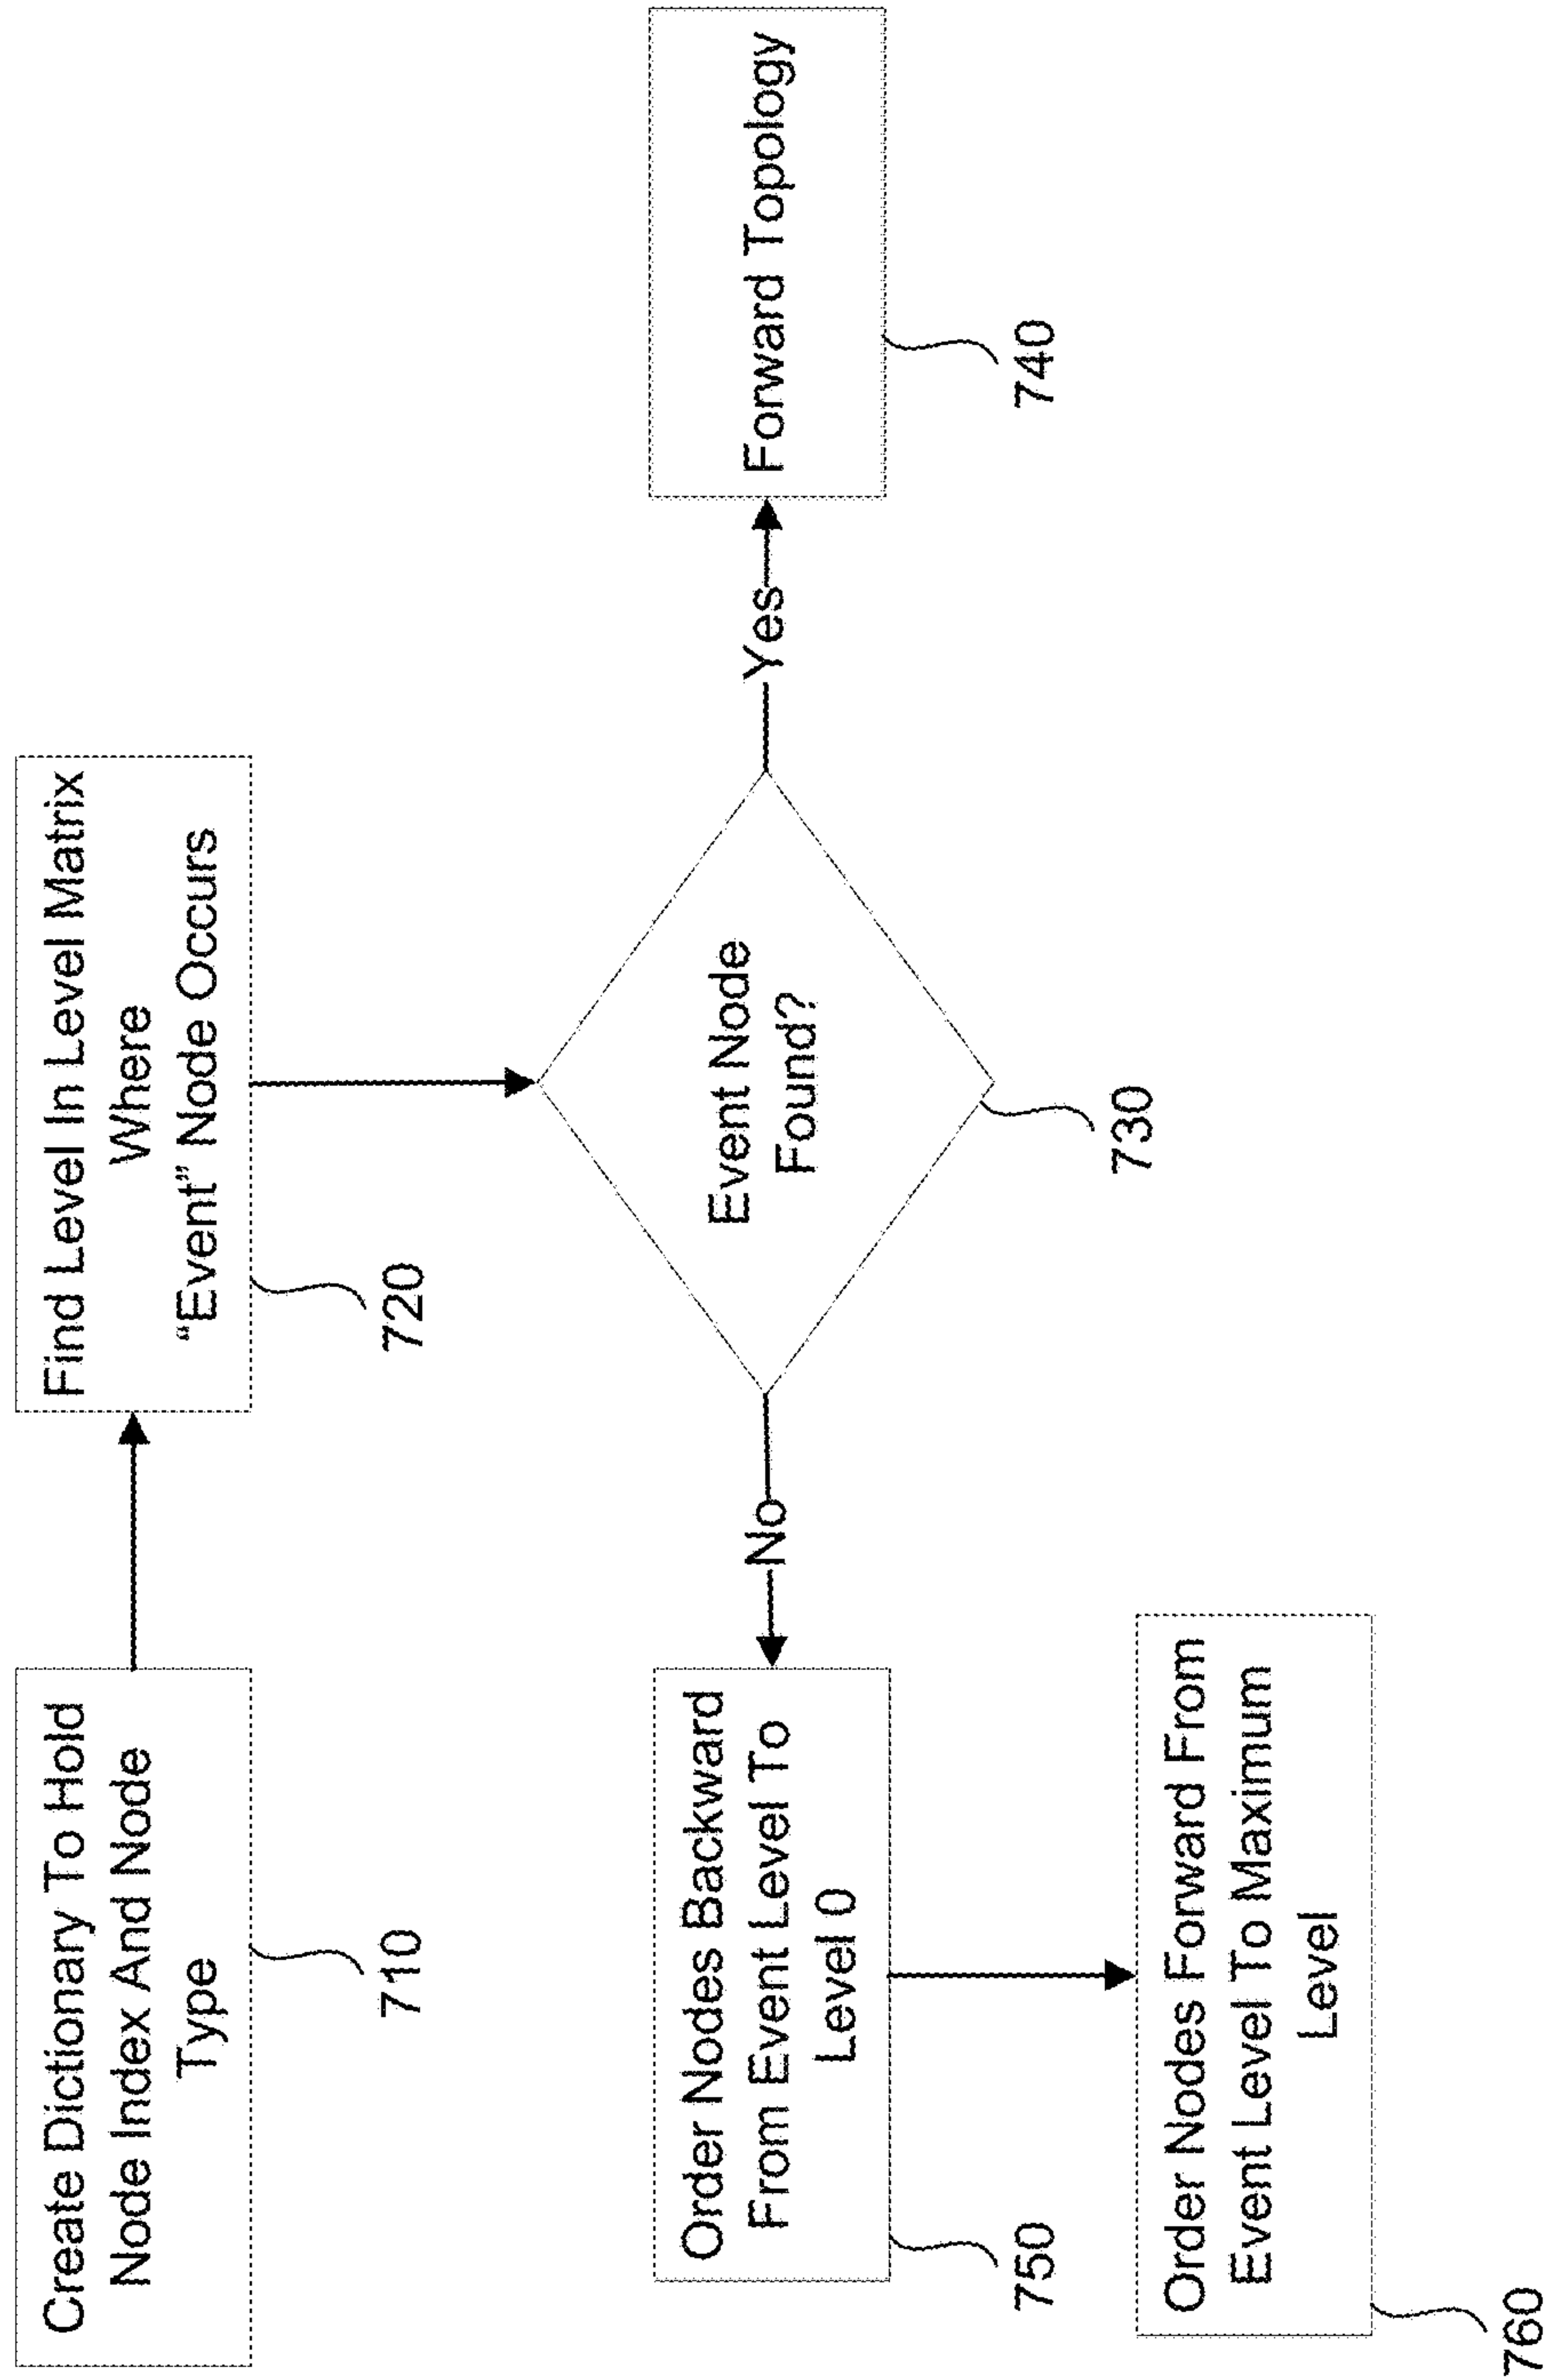 Create Dictionary To Hold
Node Index And Node
Type
710
Find Level In Level Matrix
Where
“Event” Node Occurs
720
Event Node
Found?
730
Yes
Forward Topology
740
No
Order Nodes Backward
From Event Level To
Level 0
750
Order Nodes Forward From
Event Level To Maximum
Level
760